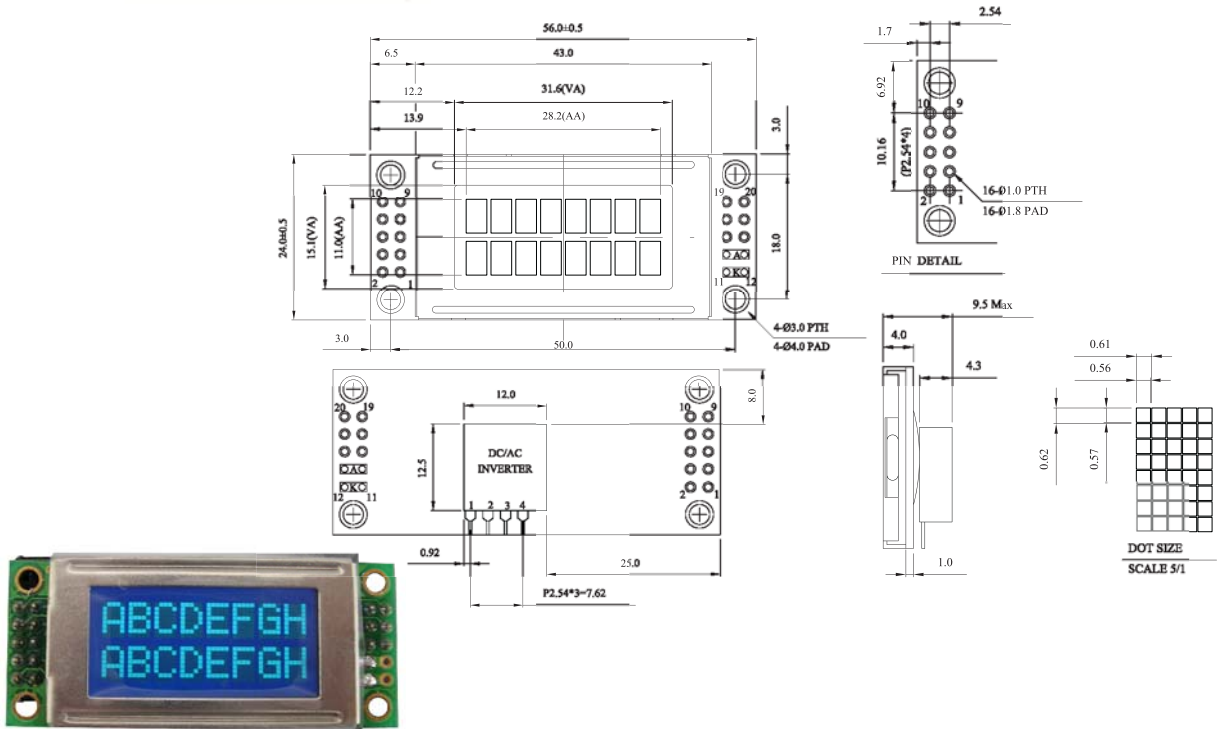 56.0±0.5
6.5
43.0
12.2
31.6(VA)
13.9
28.2(AA)
3.0
24.0±0.5
15.1(VA)
11.0(AA)
10
9
2
1
19
20
A
K
11
12
18.0
3.0
50.0
4-Ø3.0 PTH
4-Ø4.0 PAD
2.54
1.7
6.92
10
9
10.16
(P2.54*4)
2
1
16-Ø1.0 PTH
16-Ø1.8 PAD
PIN DETAIL
12.0
8.0
20
19
10
9
DC/AC
INVERTER
12.5
A
K
12
11
2
1
1 2 3 4
0.92
25.0
P2.54*3=7.62
9.5 Max
4.0
4.3
1.0
0.61
0.56
0.62
0.57
DOT SIZE
SCALE 5/1
ABCDEFGH
ABCDEFGH